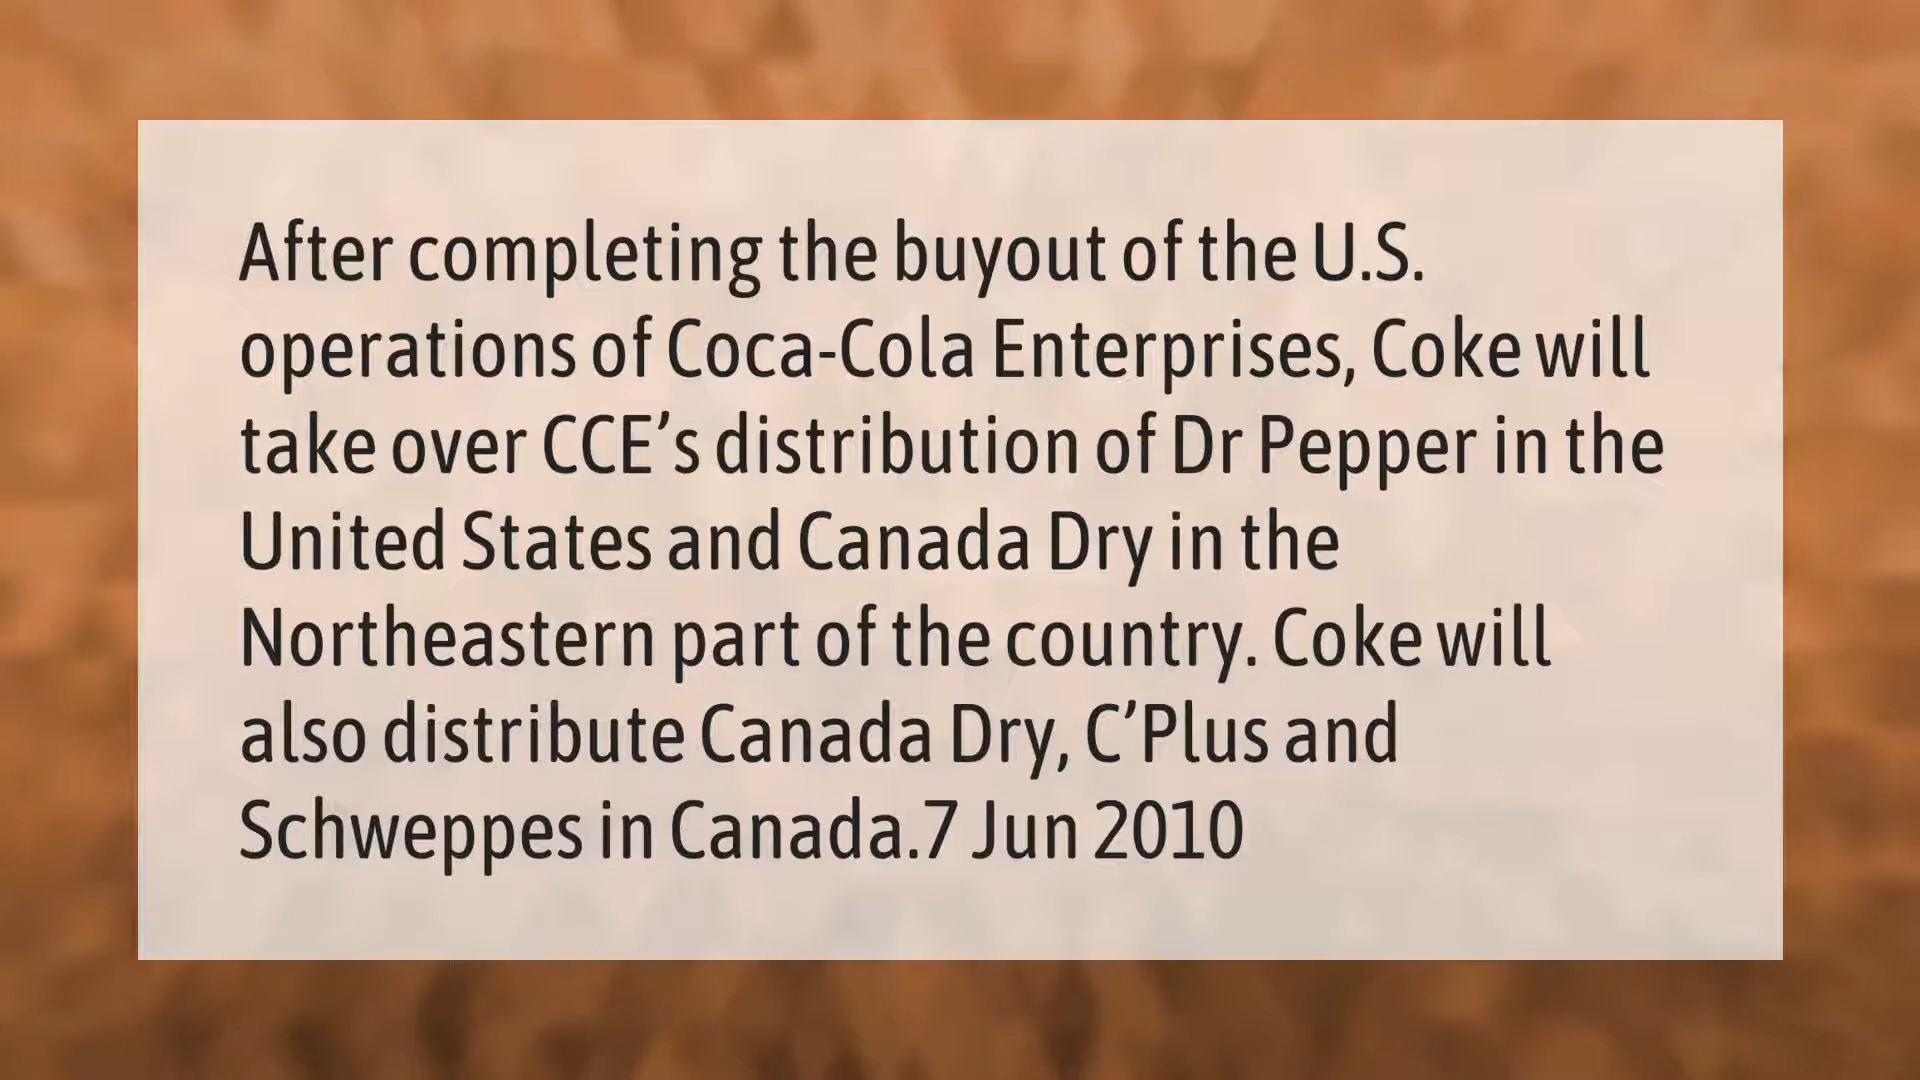 After completing the buyout of the U.S.
operations of Coca-Cola Enterprises, Coke will
take over CCE’s distribution of Dr Pepper in the
United States and Canada Dry in the
Northeastern part of the country. Coke will
also distribute Canada Dry, C’Plus and
Schweppes in Canada.7 Jun 2010